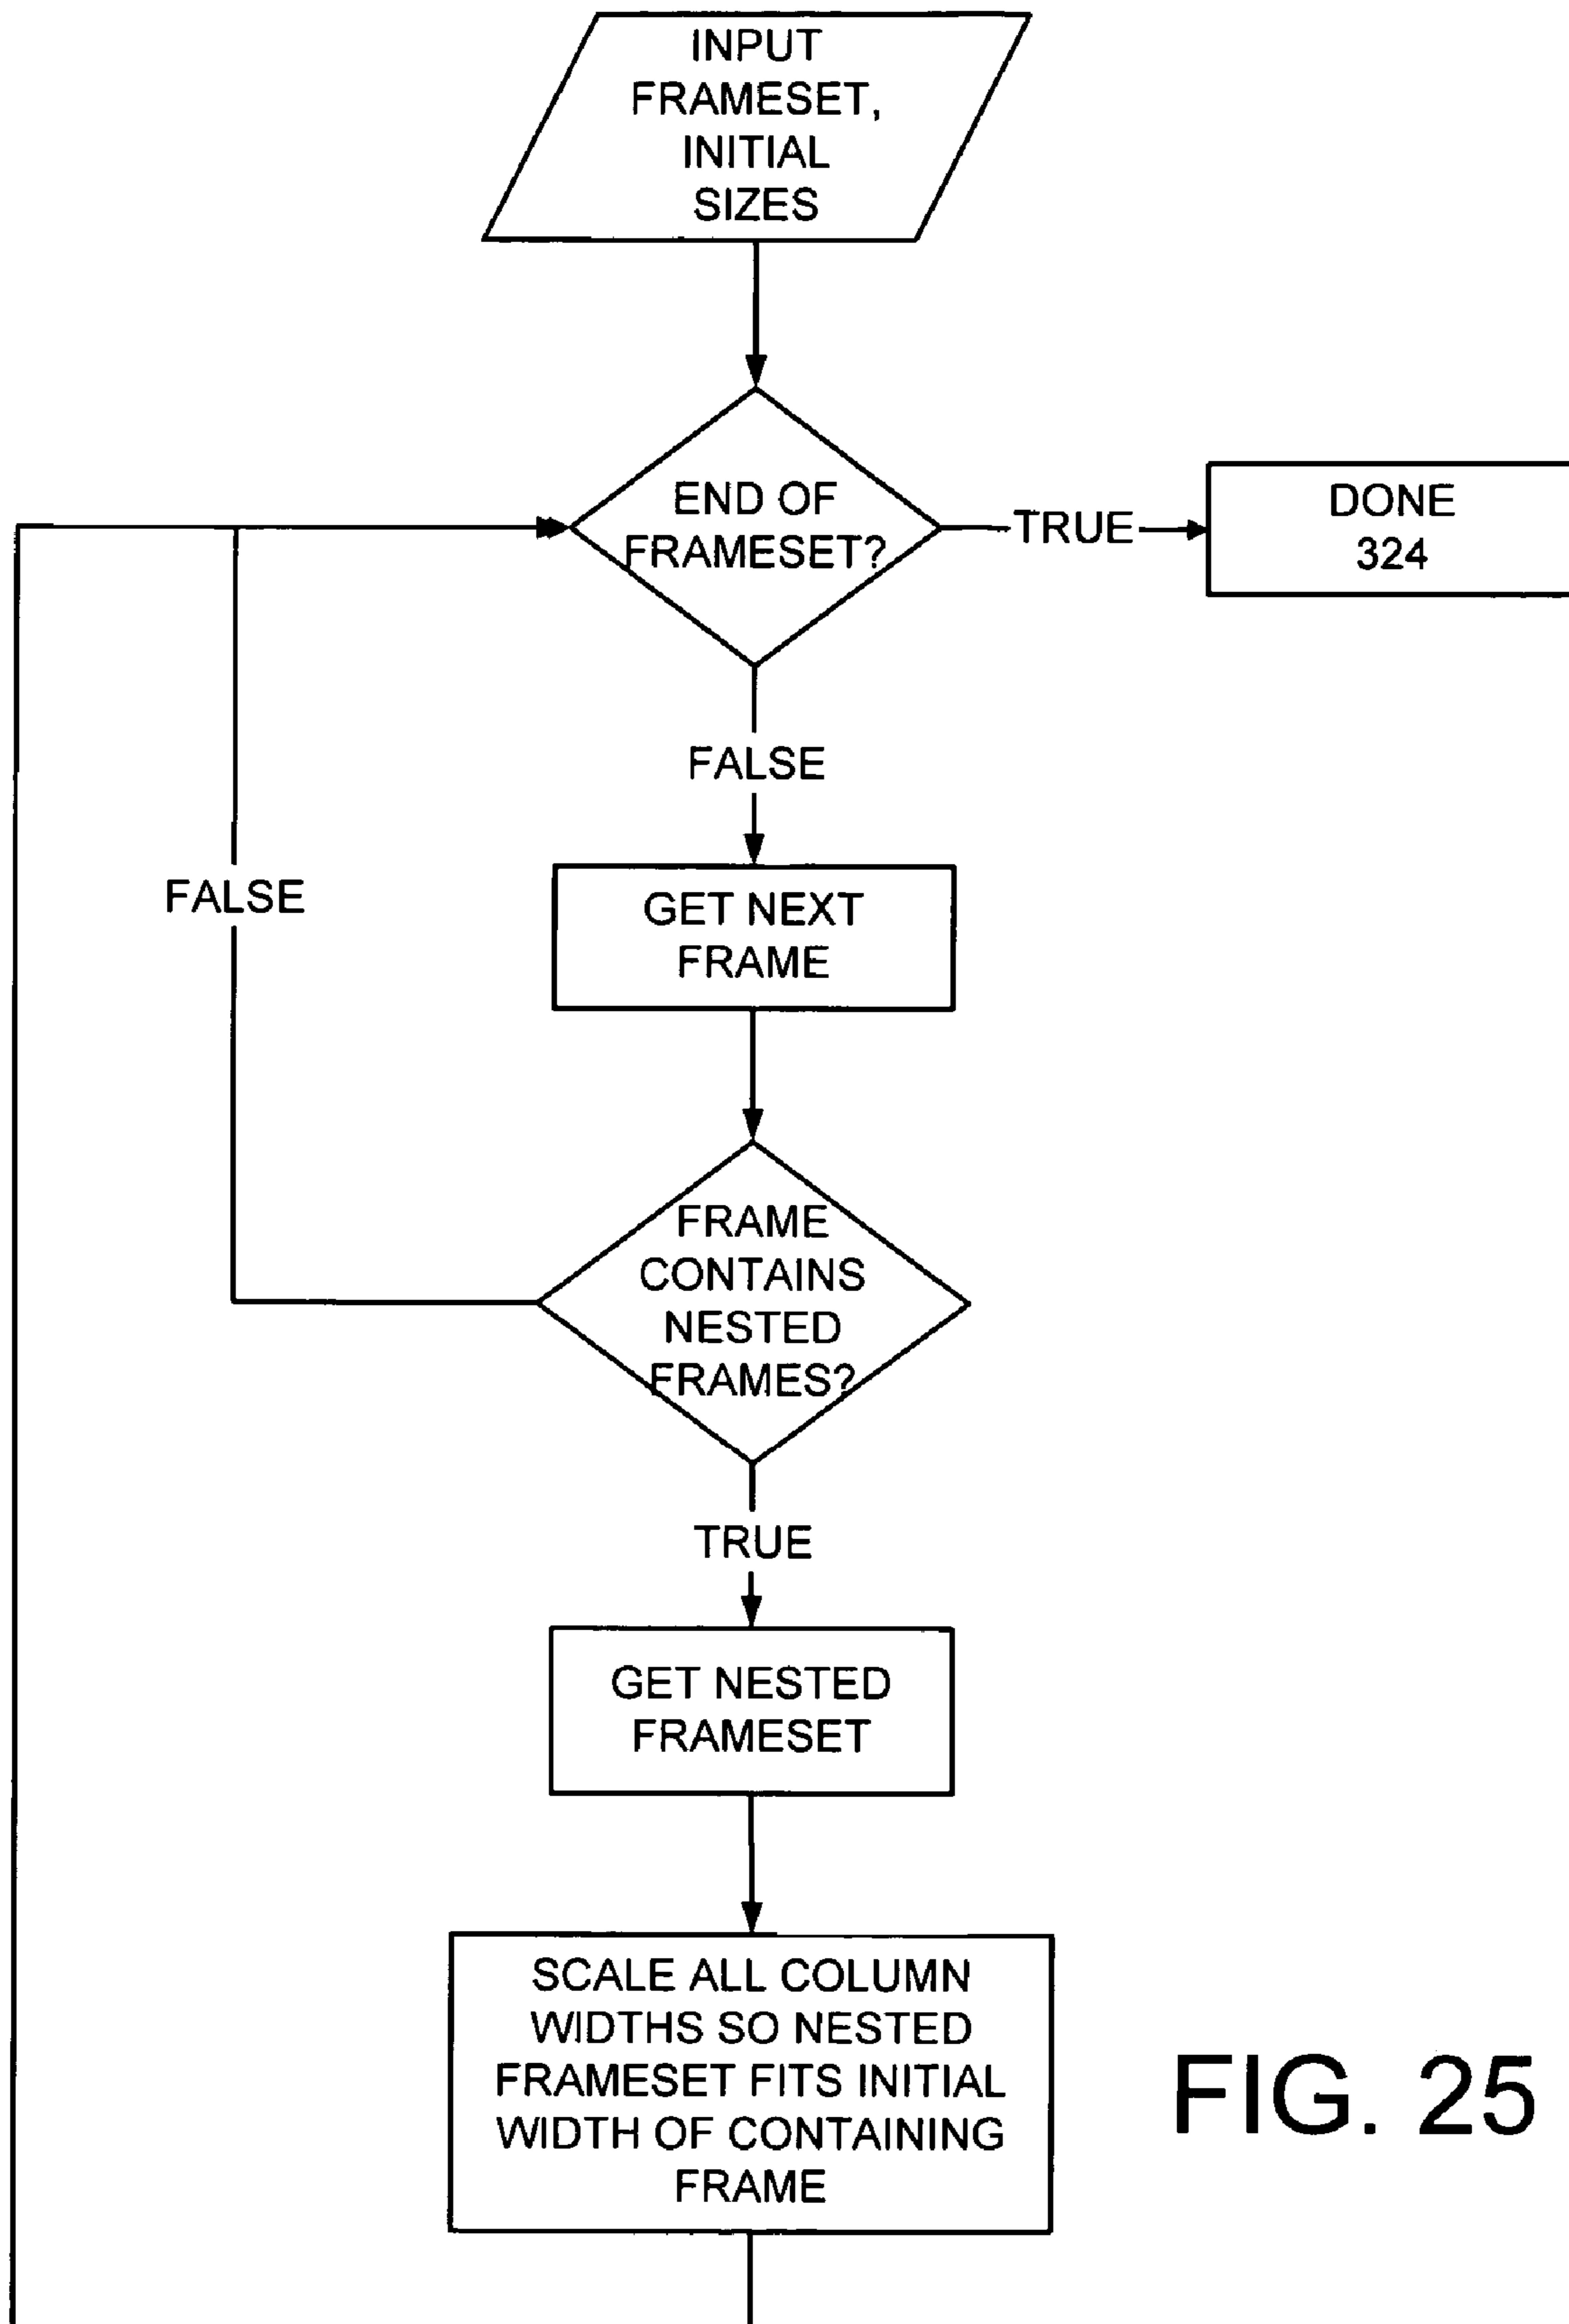 INPUT
FRAMESET,
INITIAL
SIZES
END OF
FRAMESET?
TRUE
DONE
324
FALSE
FALSE
GET NEXT
FRAME
FRAME
CONTAINS
NESTED
FRAMES?
TRUE
GET NESTED
FRAMESET
SCALE ALL COLUMN
WIDTHS SO NESTED
FRAMESET FITS INITIAL
WIDTH OF CONTAINING
FRAME
FIG. 25